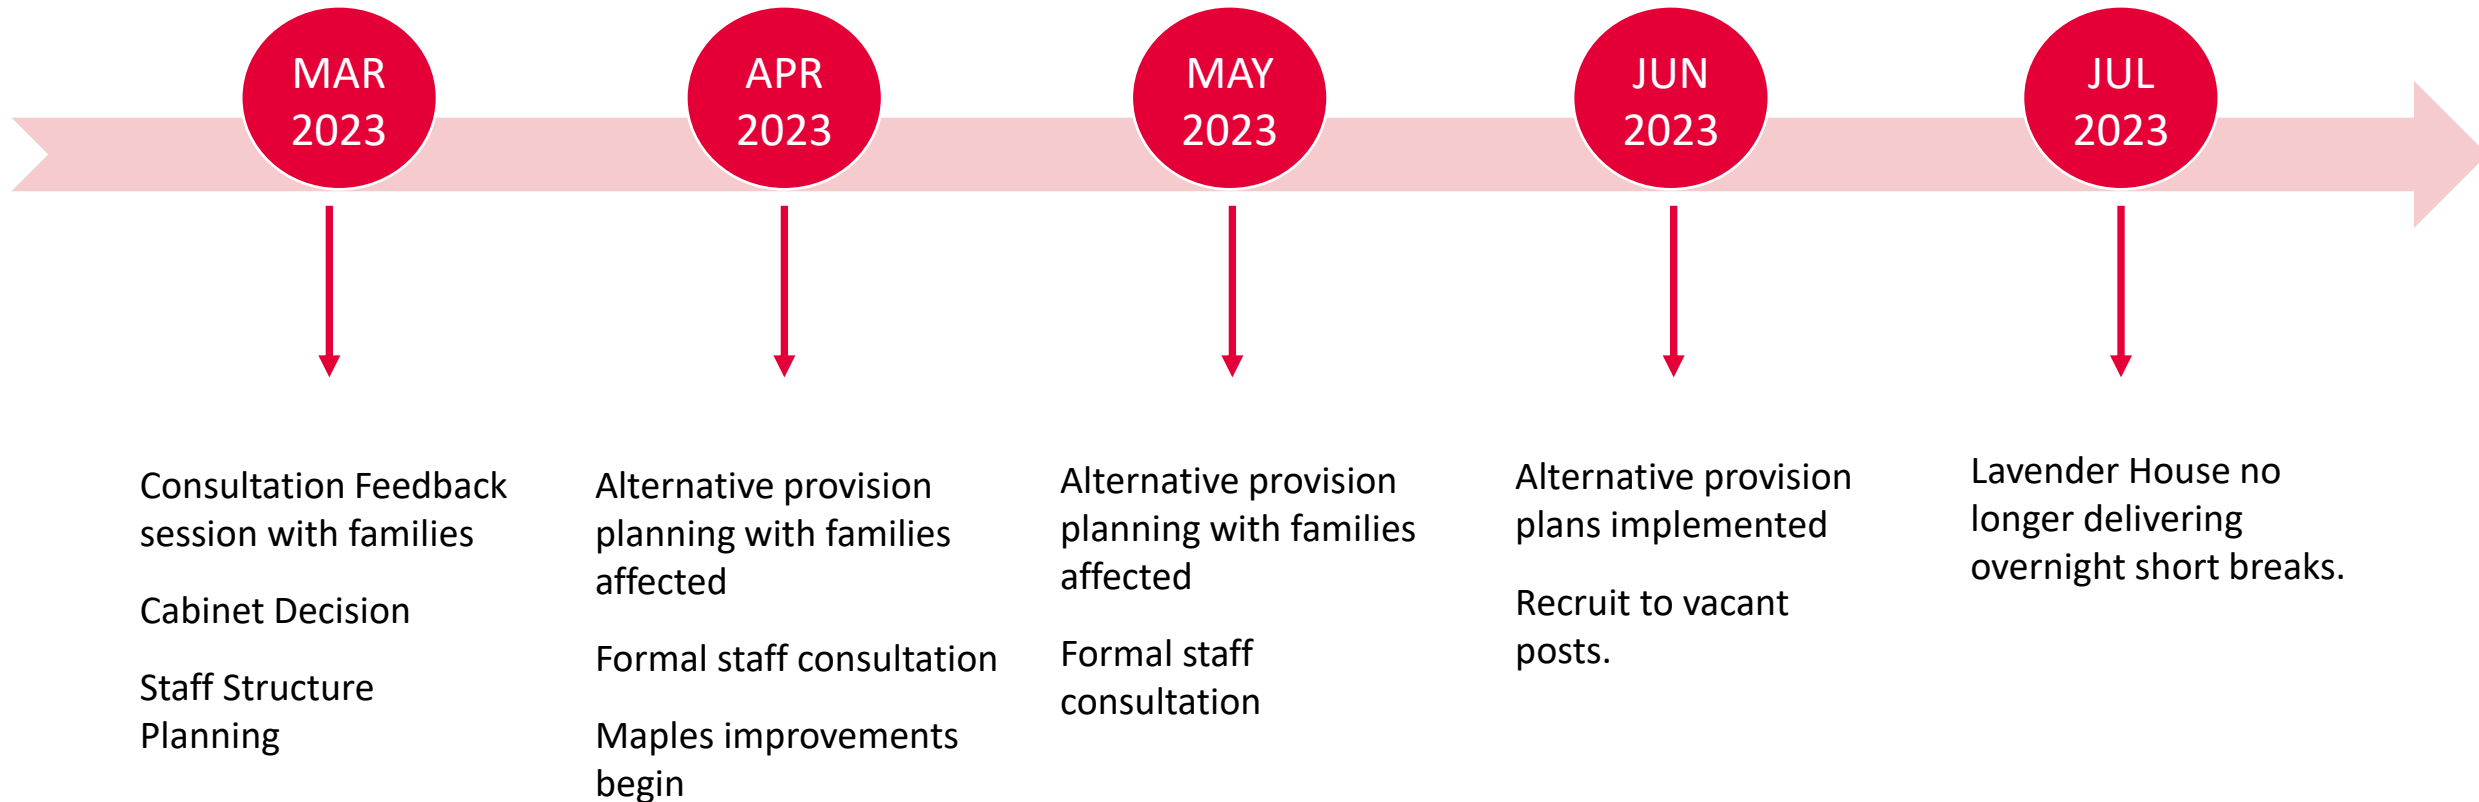 MAR
2023
APR
2023
MAY
2023
JUN
2023
JUL
2023
Consultation Feedback
session with families
Cabinet Decision
Staff Structure
Planning
Alternative provision
planning with families
affected
Formal staff consultation
Maples improvements
begin
Alternative provision
planning with families
affected
Formal staff
consultation
Alternative provision
plans implemented
Recruit to vacant
posts.
Lavender House no
longer delivering
overnight short breaks.